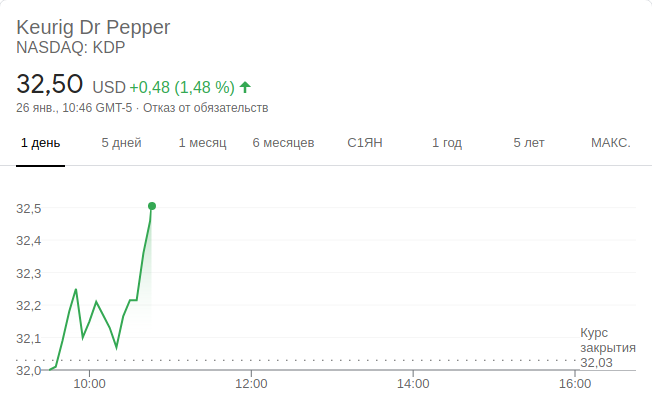 Keurig Dr Pepper
NASDAQ: KDP
32,50 USD +0,48 (1,48 %) ↑
26 янв., 10:46 GMT-5 · Отказ от обязательств
1 день 5 дней 1 месяц 6 месяцев С1ЯН 1 год 5 лет МАКС.
32,5
32,4
32,3
32,2
32,1
32,0
Курс
закрытия
32,03
10:00 12:00 14:00 16:00